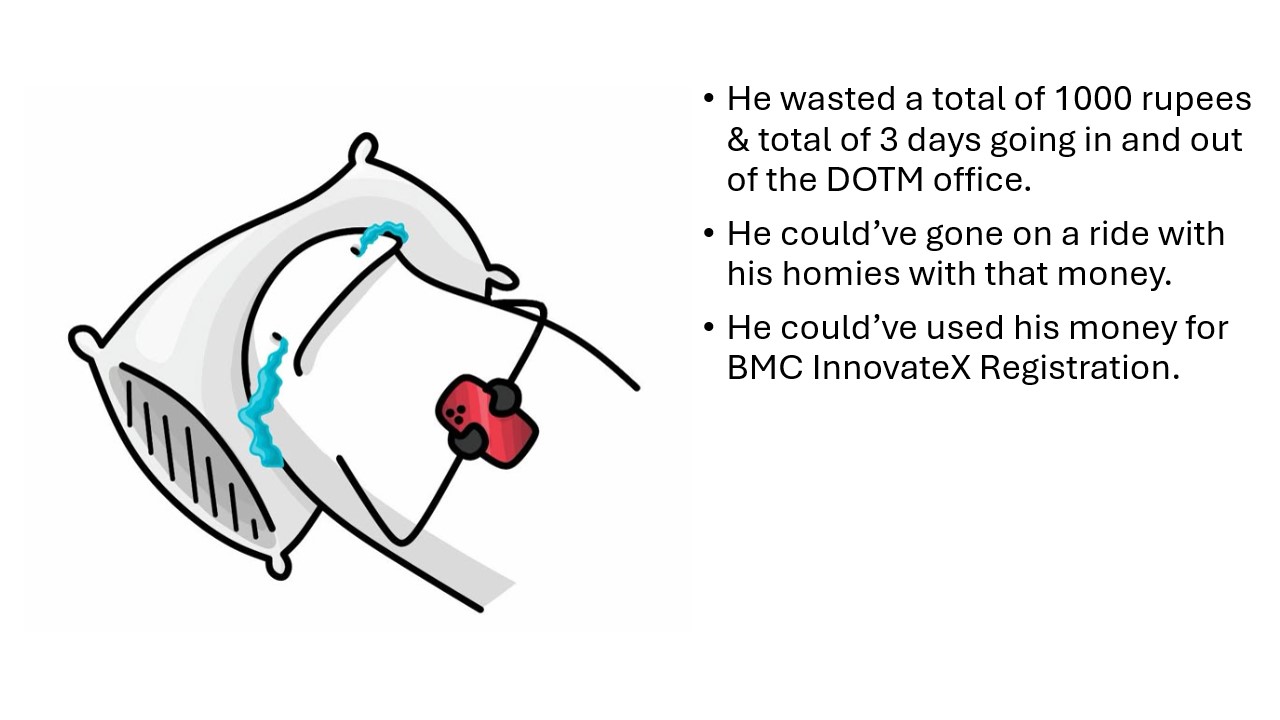 • He wasted a total of 1000 rupees
& total of 3 days going in and out
of the DOTM office.
• He could’ve gone on a ride with
his homies with that money.
• He could’ve used his money for
BMC InnovateX Registration.